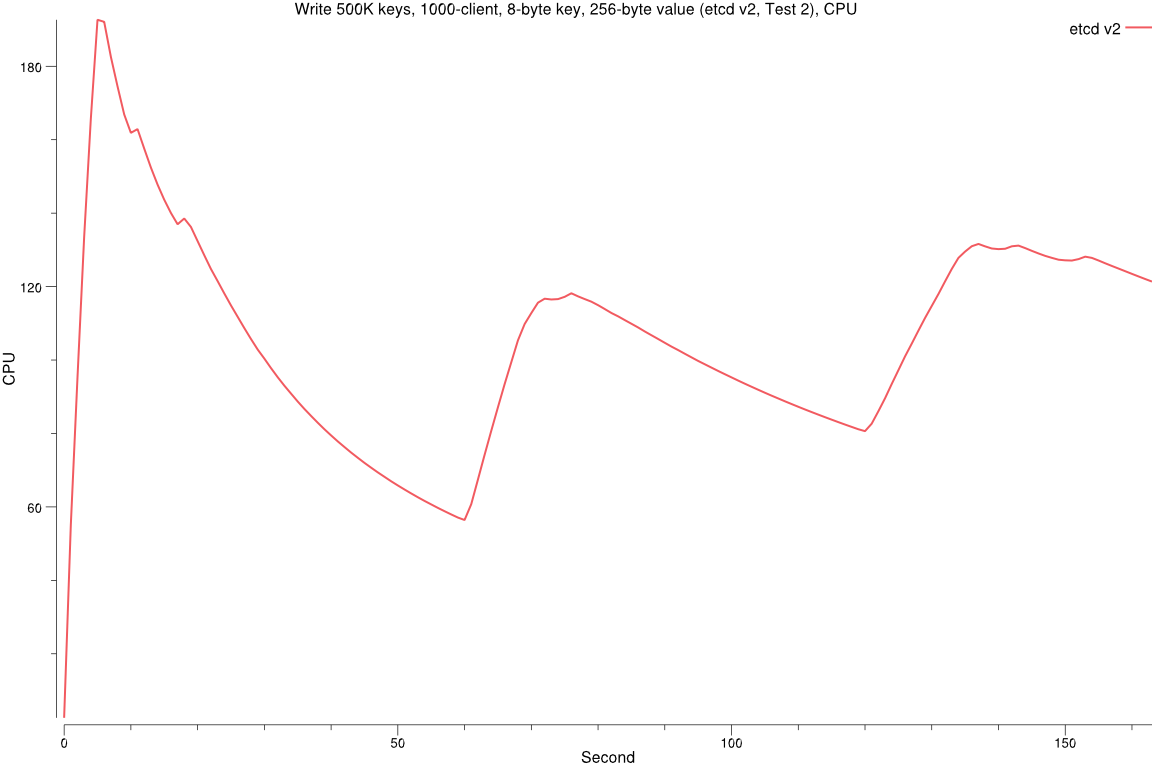 Write 500K keys, 1000-client, 8-byte key, 256-byte value (etcd v2, Test 2), CPU
etcd v2
180
120
60
CPU
0
50
100
150
Second